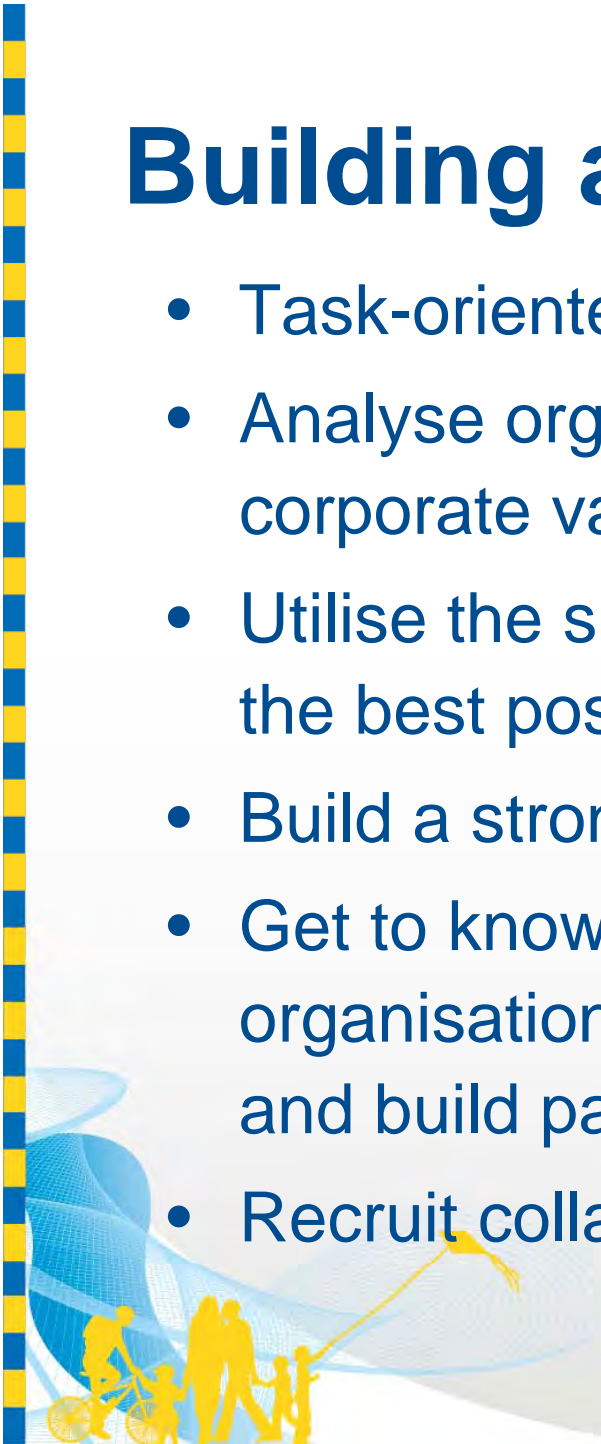 Building a
• Task-oriente
• Analyse org
corporate va
• Utilise the s
the best pos
• Build a stron
• Get to know
organisation
and build pa
• Recruit colla